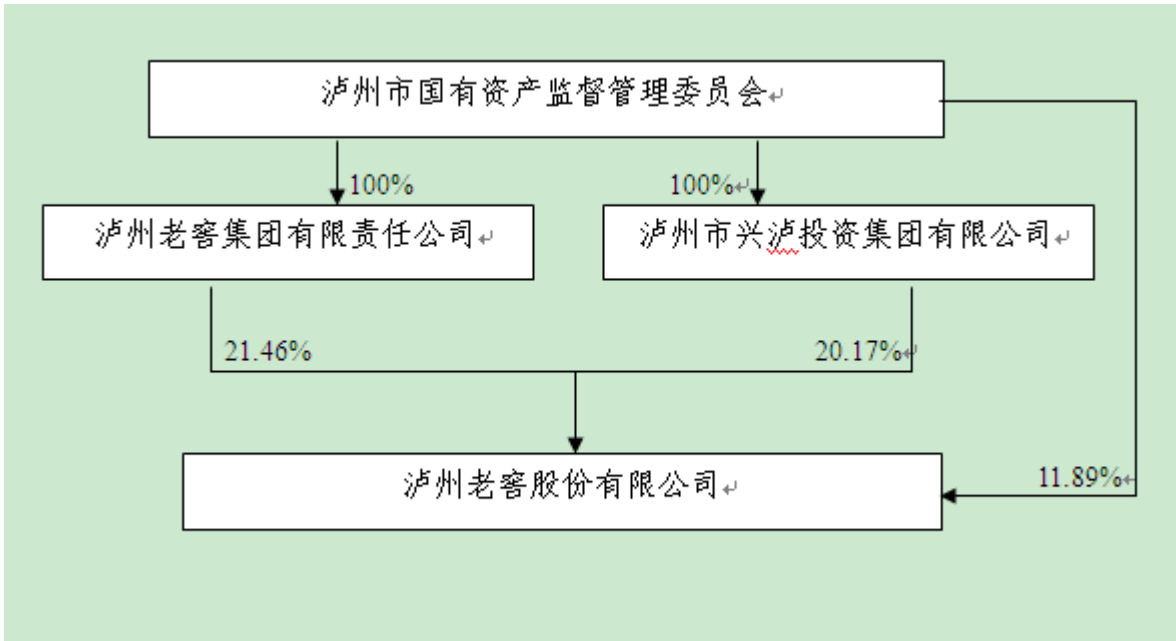 泸州市国有资产监督管理委员会
100%
100%
泸州老窖集团有限责任公司
泸州市兴泸投资集团有限公司
21.46%
20.17%
泸州老窖股份有限公司
11.89%